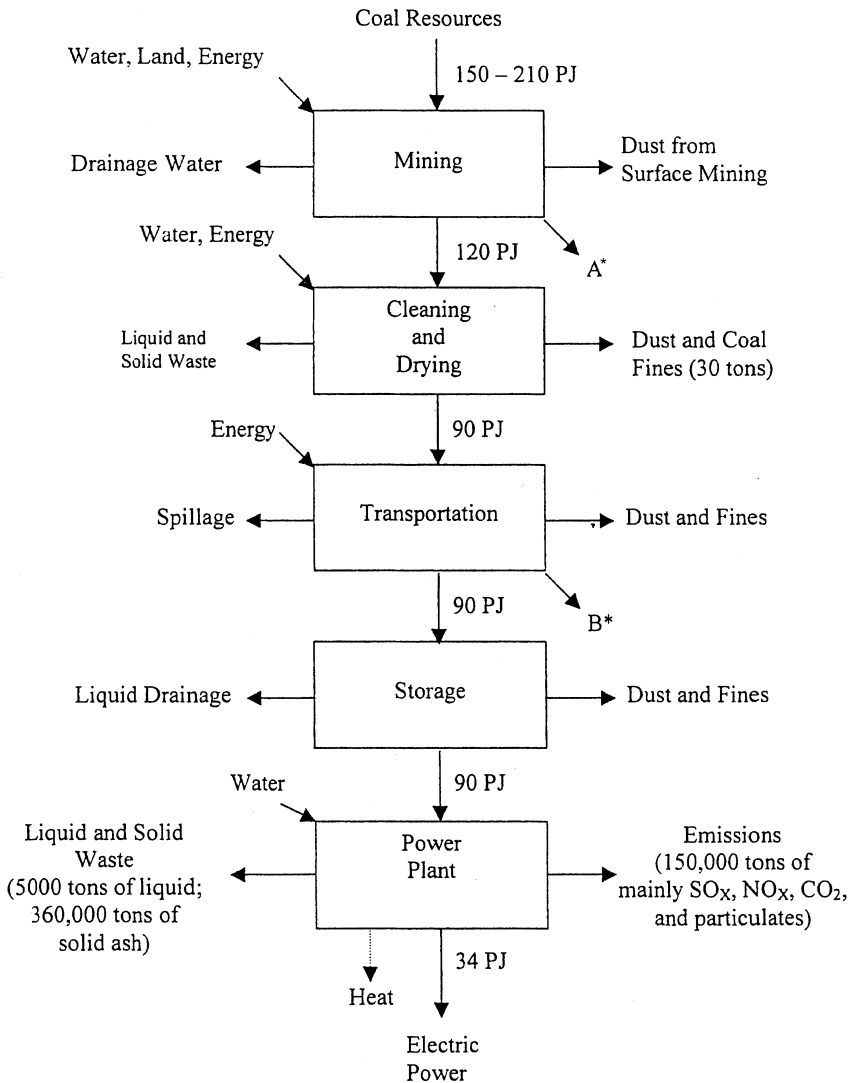 Coal Resources
Water, Land, Energy
150 – 210 PJ
Mining
Drainage Water
Dust from
Surface Mining
Water, Energy
120 PJ
A*
Cleaning
and
Drying
Liquid and
Solid Waste
Dust and Coal
Fines (30 tons)
Energy
90 PJ
Transportation
Spillage
Dust and Fines
90 PJ
B*
Storage
Liquid Drainage
Dust and Fines
Water
90 PJ
Power
Plant
Liquid and Solid
Waste
(5000 tons of liquid;
360,000 tons of
solid ash)
Emissions
(150,000 tons of
mainly SOX, NOX, CO2,
and particulates)
34 PJ
Heat
Electric
Power